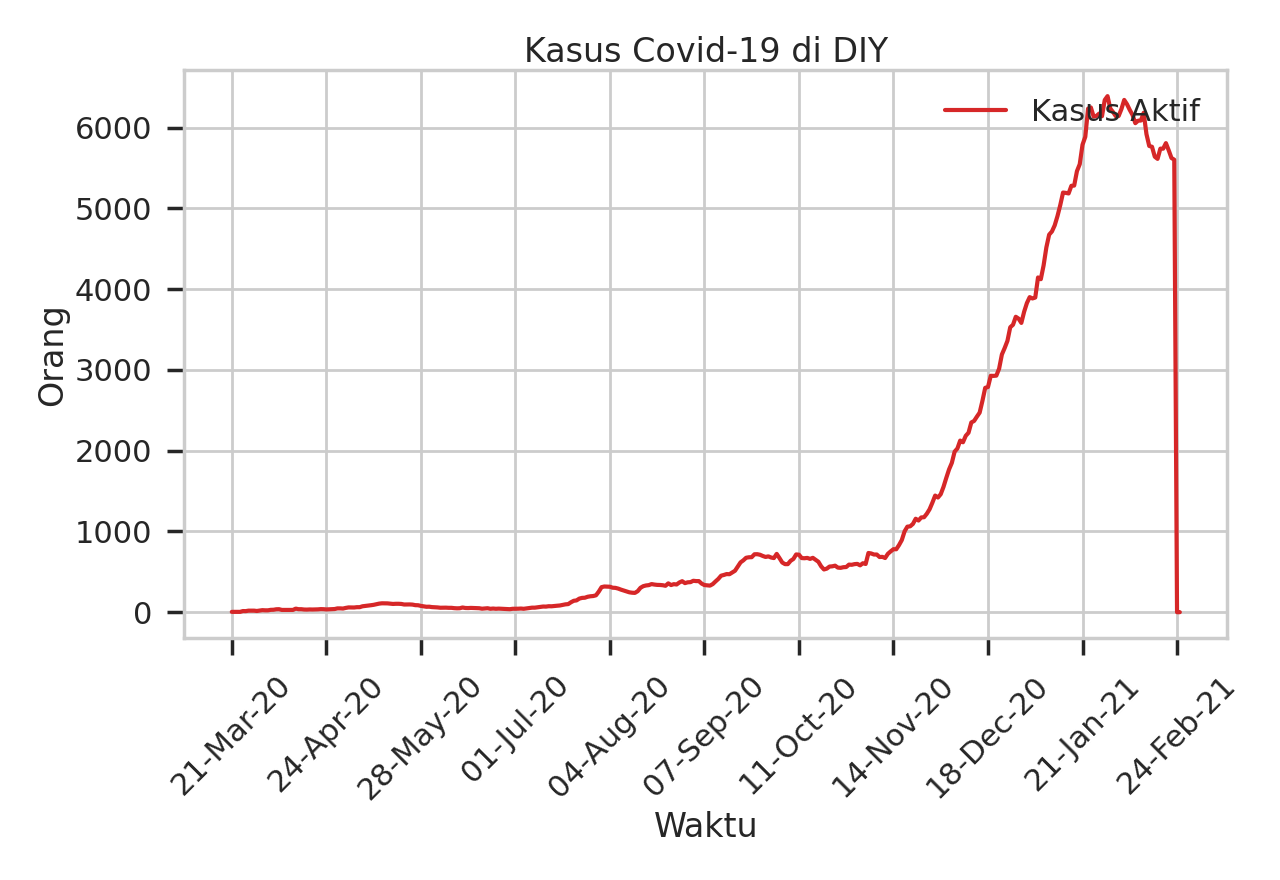 Kasus Covid-19 di DIY
Kasus Aktif
6000
5000
4000
3000
2000
1000
0
Orang
21-Mar-20
24-Apr-20
28-May-20
01-Jul-20
04-Aug-20
07-Sep-20
11-Oct-20
14-Nov-20
18-Dec-20
21-Jan-21
24-Feb-21
Waktu